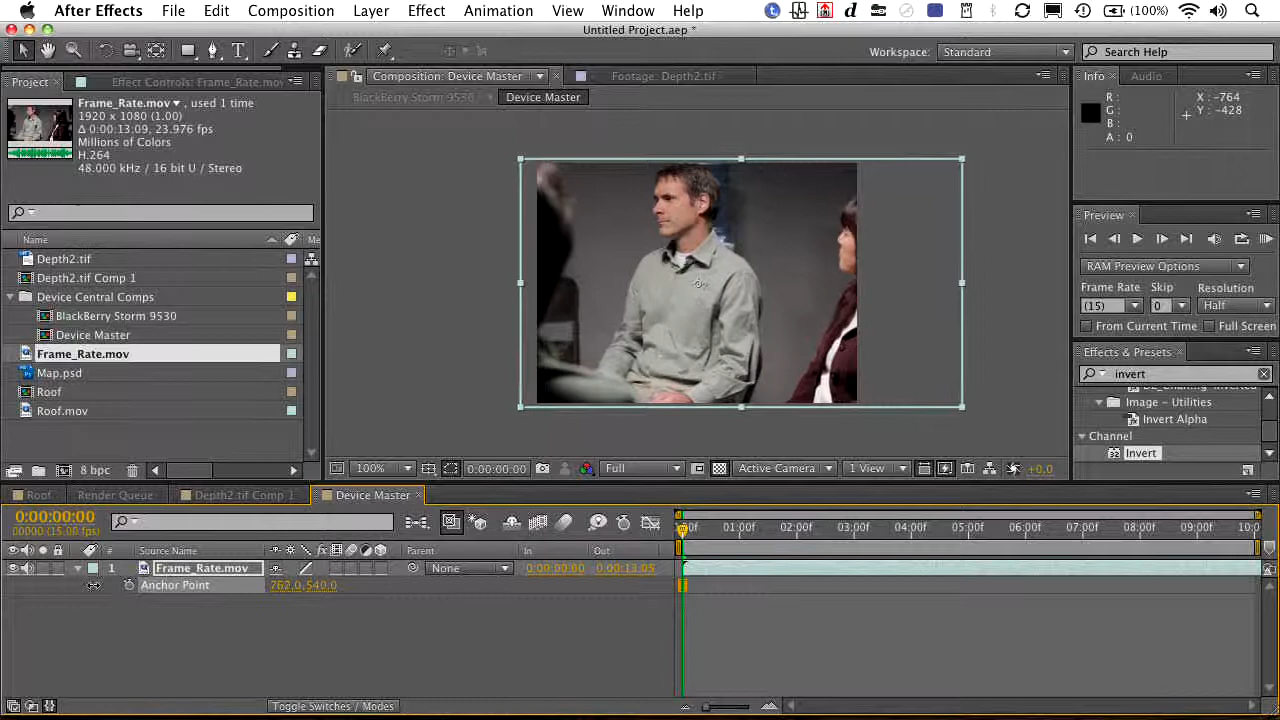 After Effects File Edit Composition Layer Effect Animation View Window Help (100%)
Untitled Project.aep *
Workspace: Standard Search Help
Project Effect Controls: Frame_Rate.mov
Composition: Device Master Footage: Depth2.tif
Info Audio
BlackBerry Storm 9530 Device Master
Frame_Rate.mov ▼, used 1 time
1920 x 1080 (1.00)
Δ 0:00:13:09, 23.976 fps
Millions of Colors
H.264
48.000 kHz / 16 bit U / Stereo
R: X: -764
G: Y: -428
B:
A: 0
Preview
RAM Preview Options
Frame Rate Skip Resolution
(15) 0 Half
From Current Time Full Screen
Effects & Presets
invert
Image - Utilities
Invert Alpha
Channel
32 Invert
Name Me
Depth2.tif
Depth2.tif Comp 1
Device Central Comps
BlackBerry Storm 9530
Device Master
Frame_Rate.mov
Map.psd
Roof
Roof.mov
8 bpc
100% 0:00:00:00 Full Active Camera 1 View +0.0
Roof Render Queue Depth2.tif Comp 1 Device Master
0:00:00:00
00000 (15.00 fps)
:00f 01:00f 02:00f 03:00f 04:00f 05:00f 06:00f 07:00f 08:00f 09:00f 10:0
# Source Name fx Parent In Out
1 Frame_Rate.mov None 0:00:00:00 0:00:13:05
Anchor Point 762.0,540.0
Toggle Switches / Modes